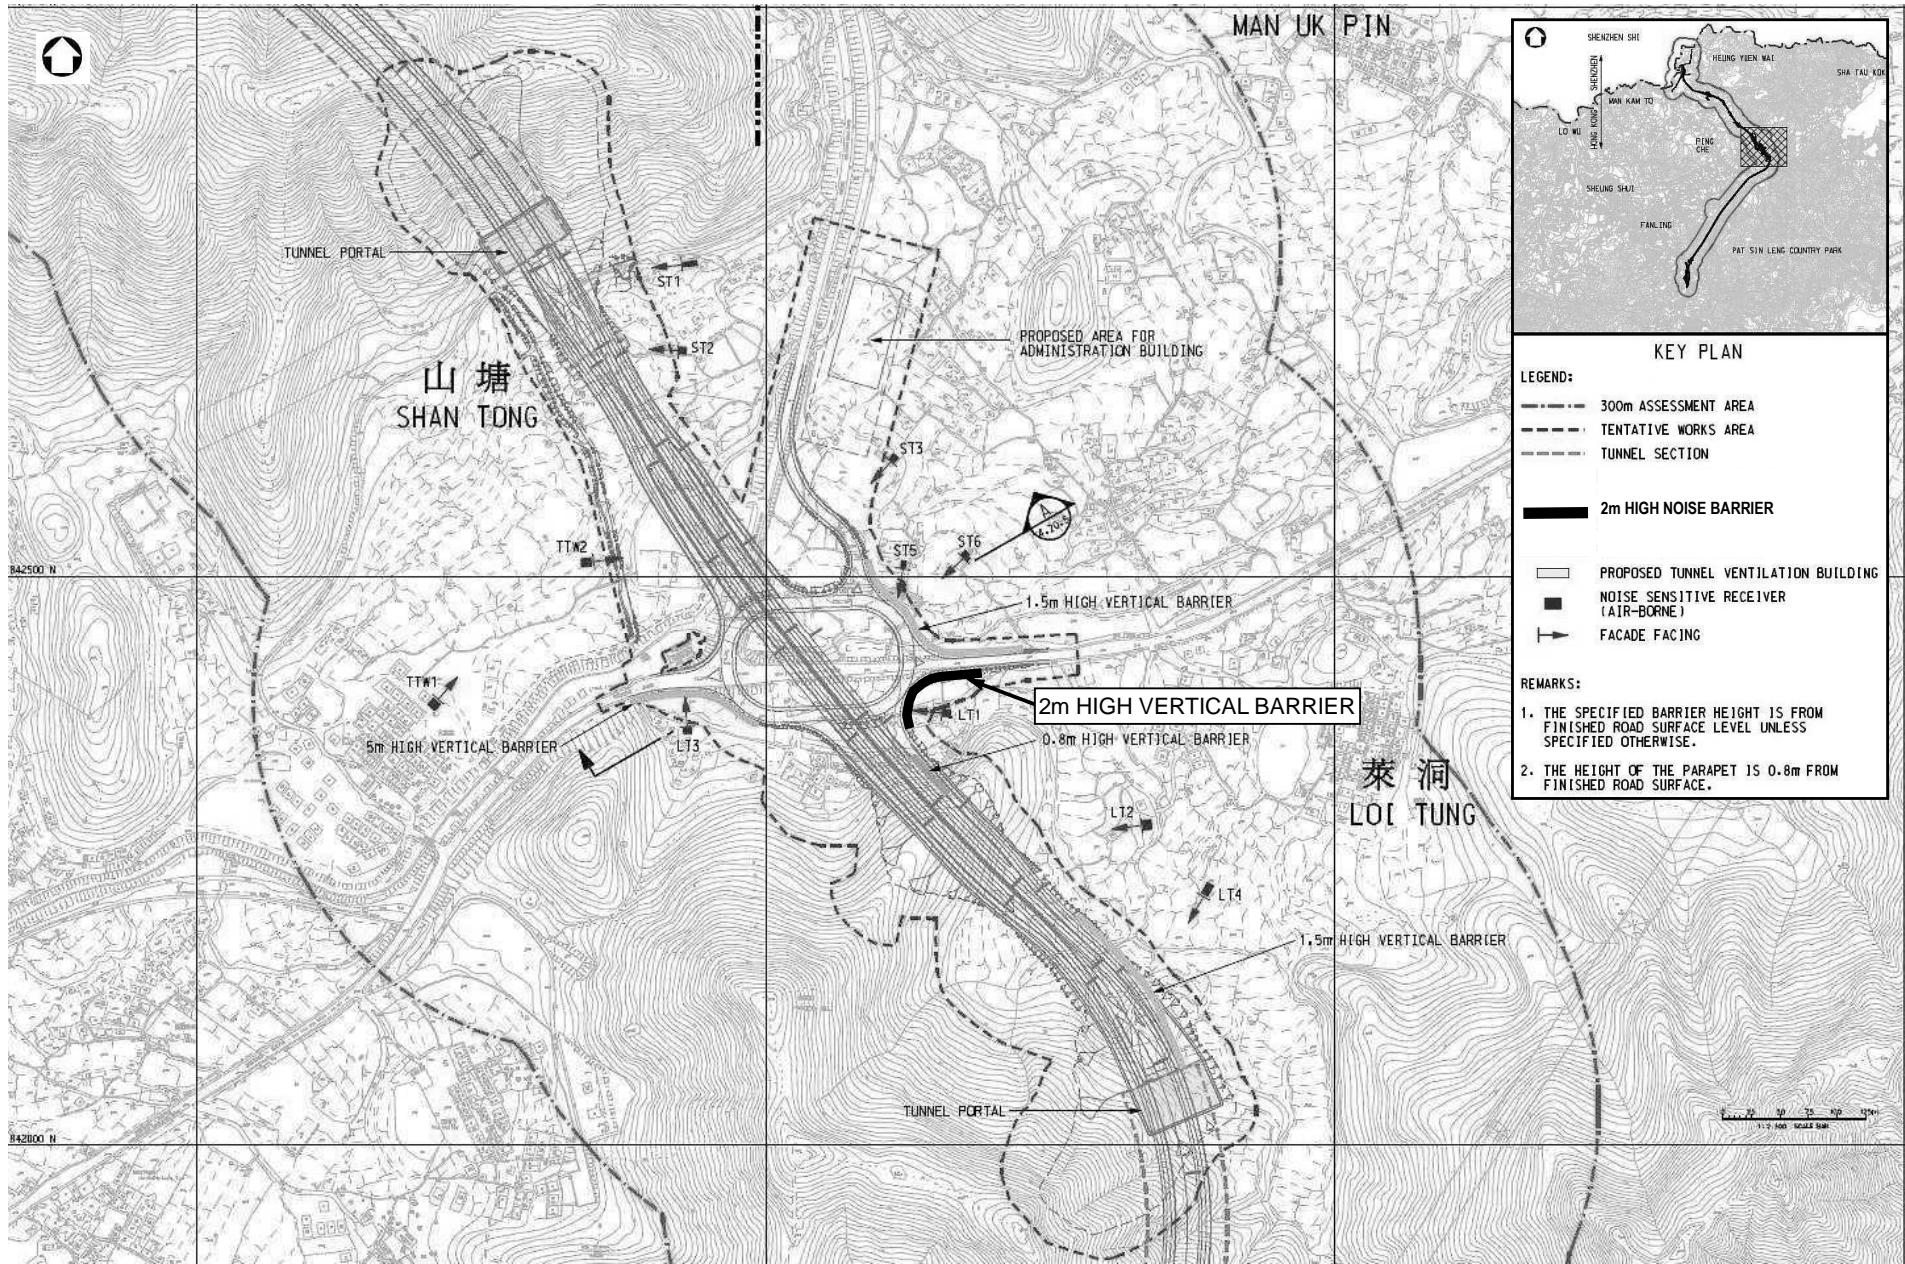 MAN UK PIN
TUNNEL PORTAL
ST1
ST2
山塘
SHAN TONG
PROPOSED AREA FOR
ADMINISTRATION BUILDING
ST3
A
TTW2
ST5
ST6
842500 N
1.5m HIGH VERTICAL BARRIER
TTW1
LT1
2m HIGH VERTICAL BARRIER
5m HIGH VERTICAL BARRIER
LT3
0.8m HIGH VERTICAL BARRIER
萊洞
LOI TUNG
LT2
LT4
1.5m HIGH VERTICAL BARRIER
TUNNEL PORTAL
842000 N
SHENZHEN SHI
HEUNG YUEN WAI
SHA TAU KOK
SHENZHEN
HONG KONG
MAN KAM TO
LO WU
PING
CHE
SHEUNG SHUI
FANLING
PAT SIN LENG COUNTRY PARK
KEY PLAN
LEGEND:
300m ASSESSMENT AREA
TENTATIVE WORKS AREA
TUNNEL SECTION
2m HIGH NOISE BARRIER
PROPOSED TUNNEL VENTILATION BUILDING
NOISE SENSITIVE RECEIVER
(AIR-BORNE)
FACADE FACING
REMARKS:
1. THE SPECIFIED BARRIER HEIGHT IS FROM
FINISHED ROAD SURFACE LEVEL UNLESS
SPECIFIED OTHERWISE.
2. THE HEIGHT OF THE PARAPET IS 0.8m FROM
FINISHED ROAD SURFACE.